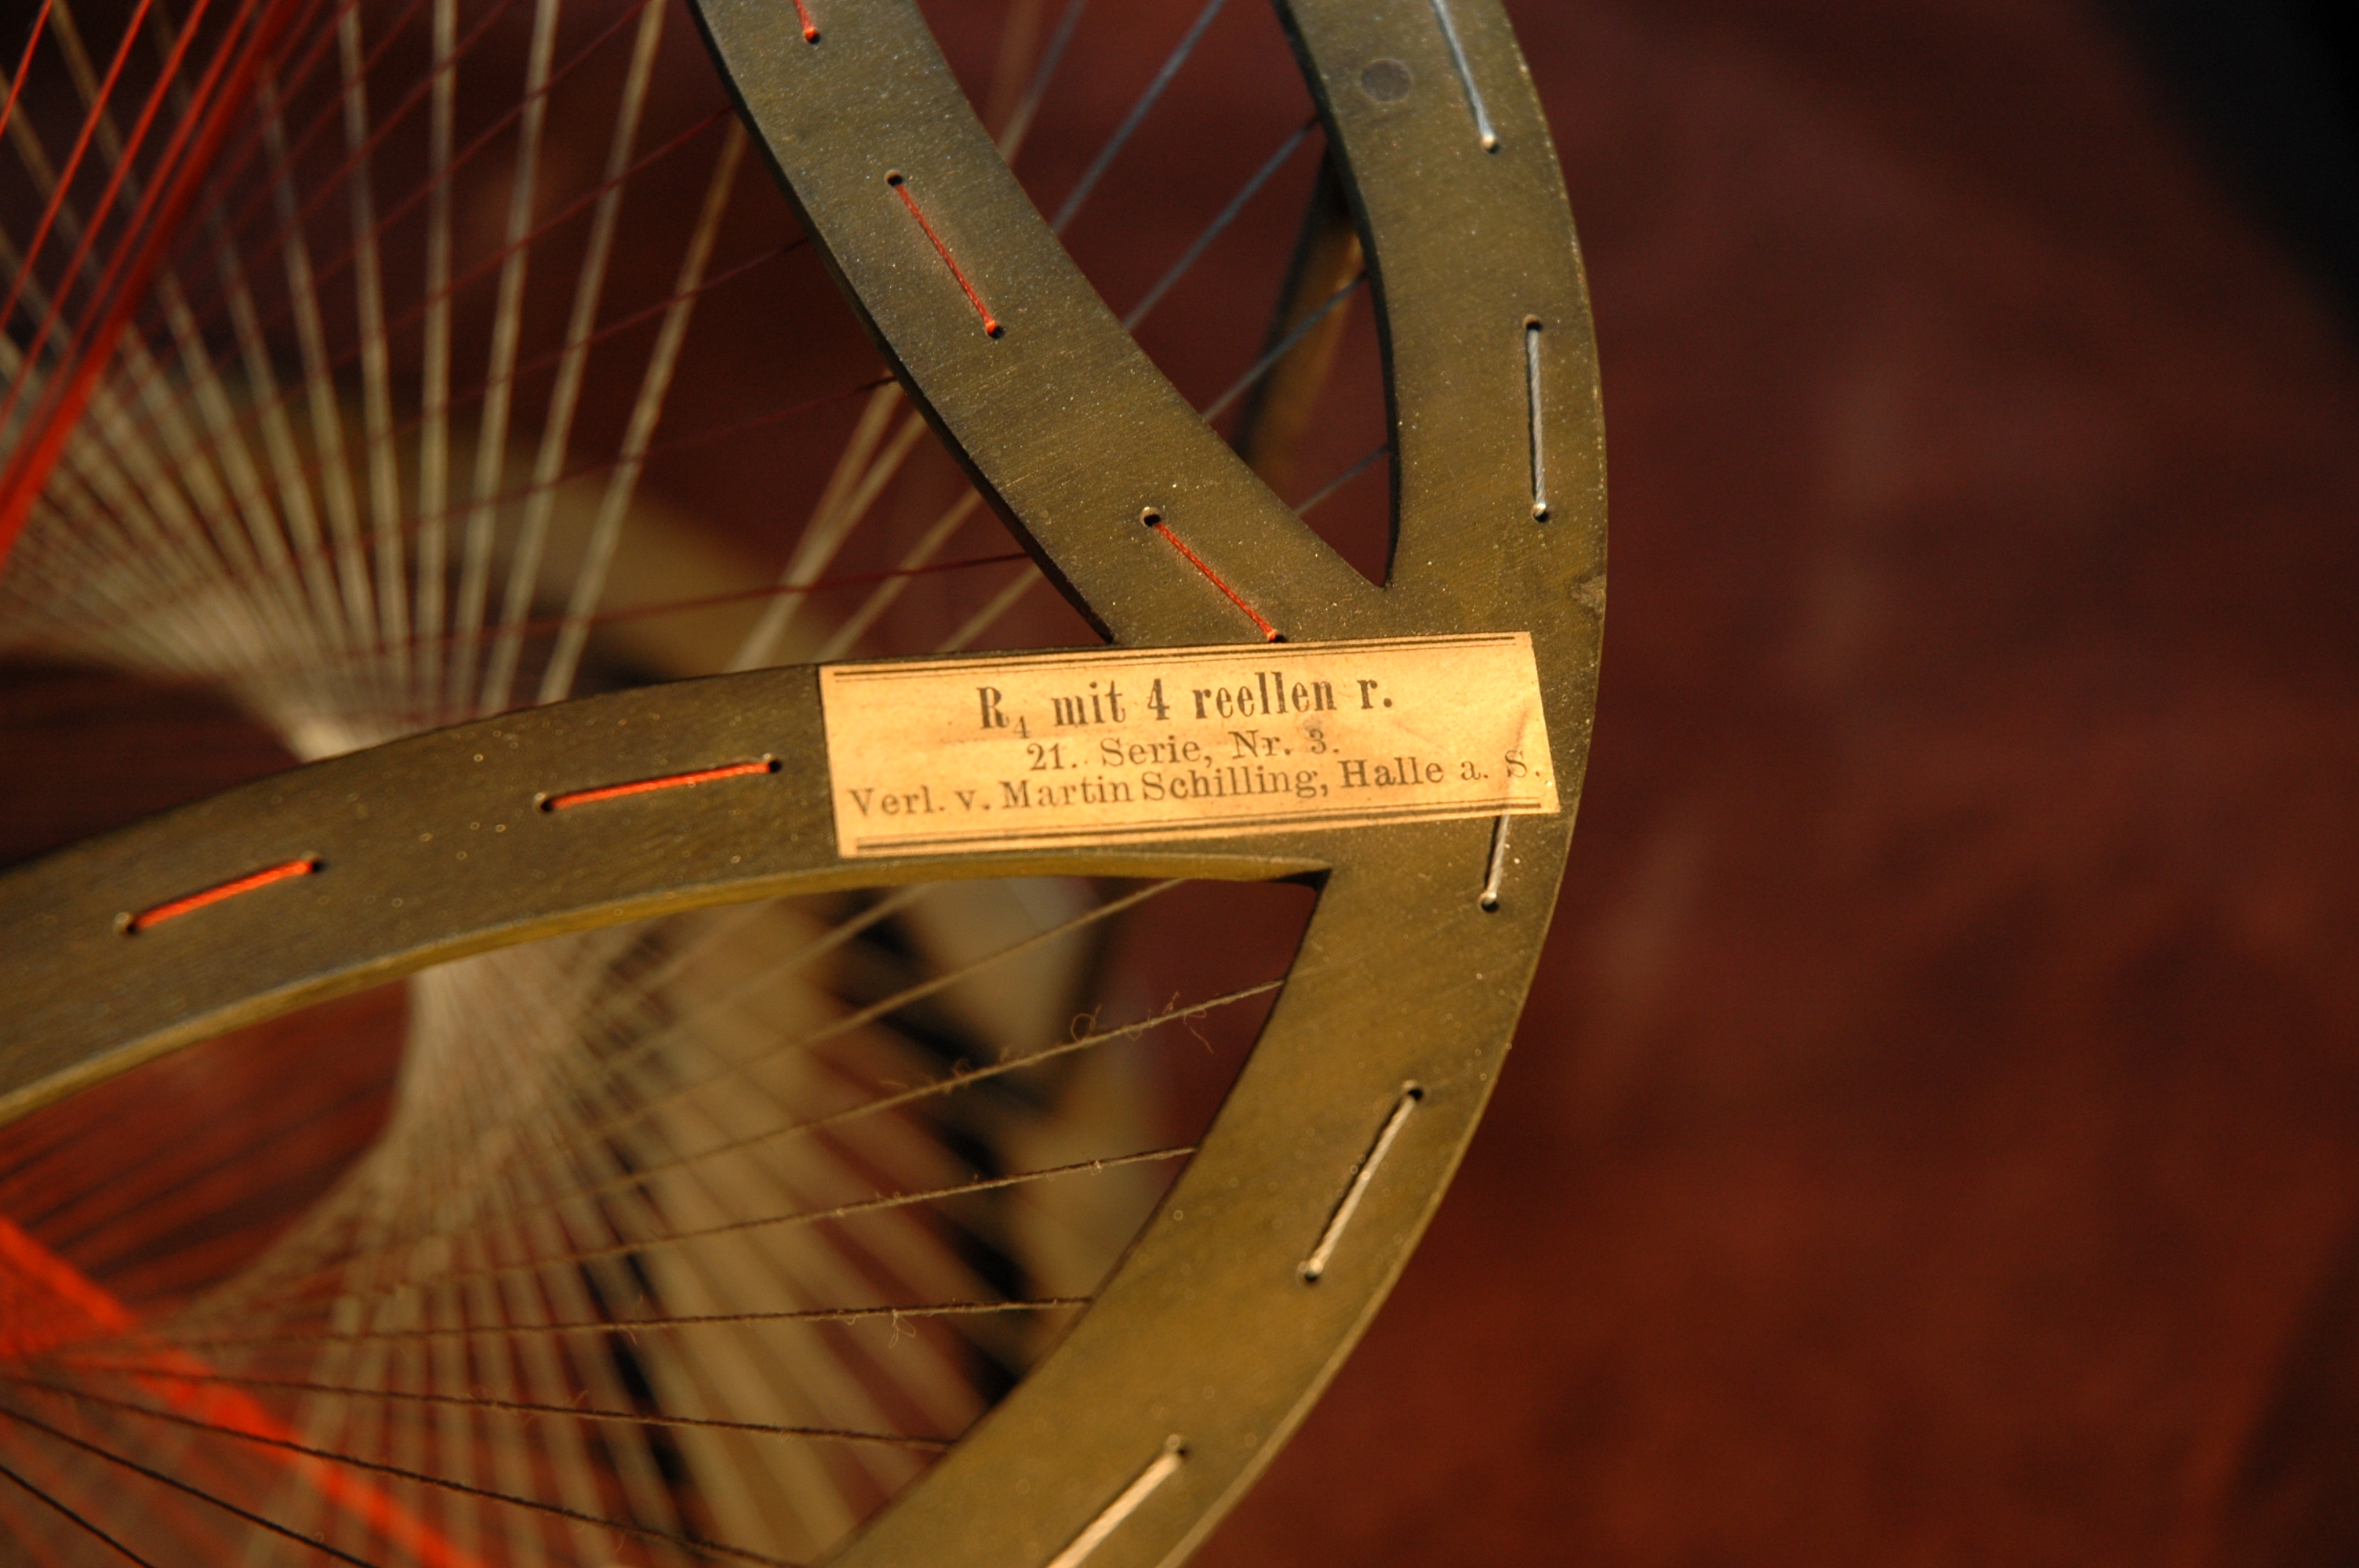 R₄ mit 4 reellen r.
21. Serie, Nr. 3.
Verl. v. Martin Schilling, Halle a. S.